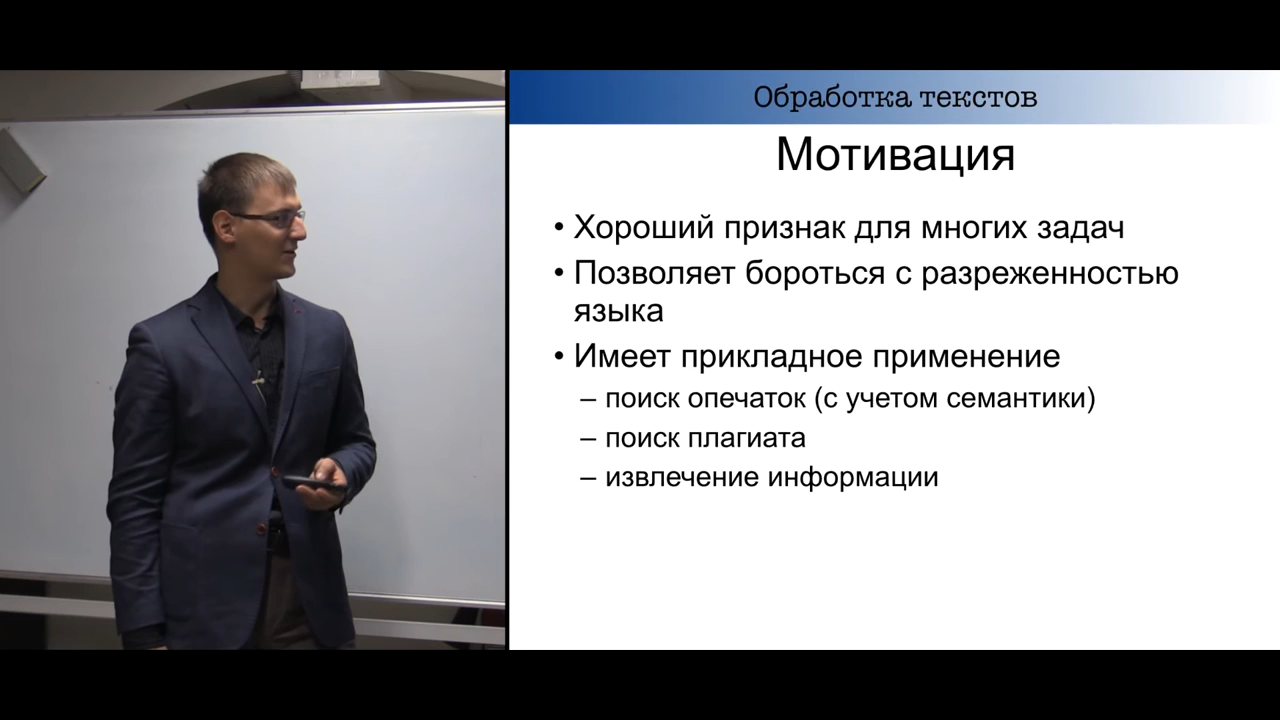 Обработка текстов
Мотивация
• Хороший признак для многих задач
• Позволяет бороться с разреженностью
языка
• Имеет прикладное применение
– поиск опечаток (с учетом семантики)
– поиск плагиата
– извлечение информации